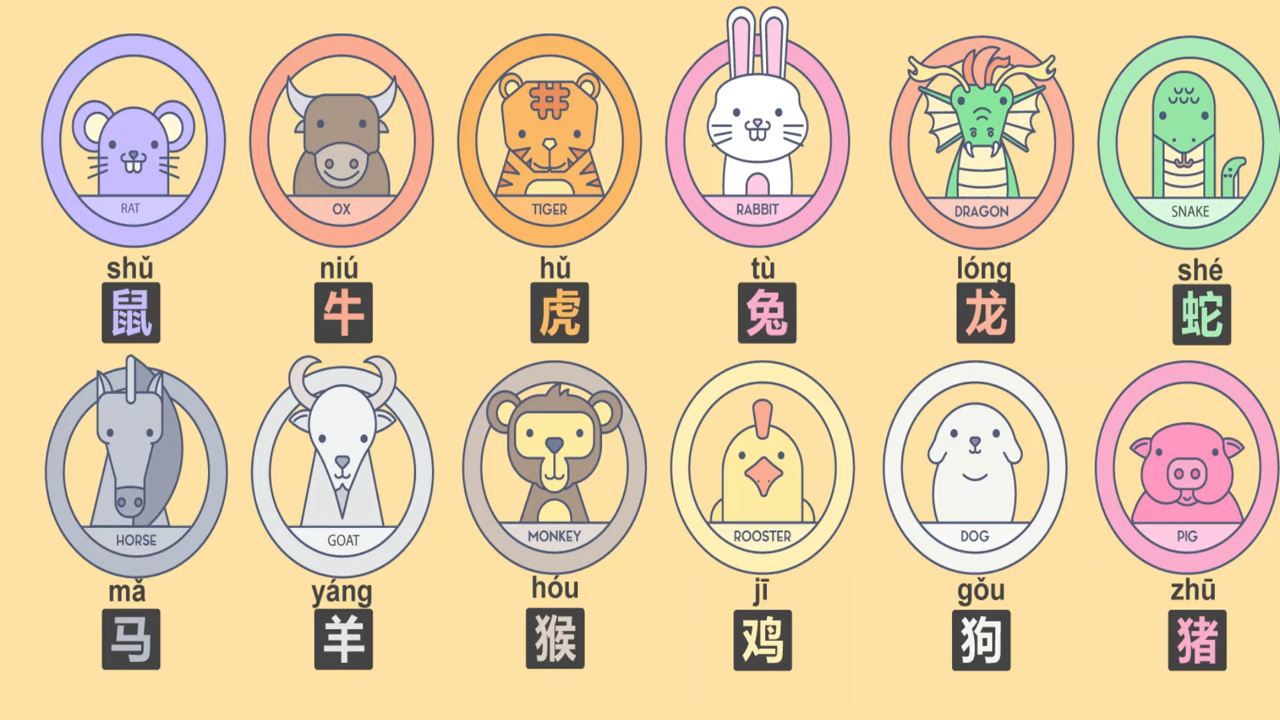 RAT OX TIGER RABBIT DRAGON SNAKE
shǔ niú hǔ tù lóng shé
鼠 牛 虎 兔 龙 蛇
HORSE GOAT MONKEY ROOSTER DOG PIG
mǎ yáng hóu jī gǒu zhū
马 羊 猴 鸡 狗 猪